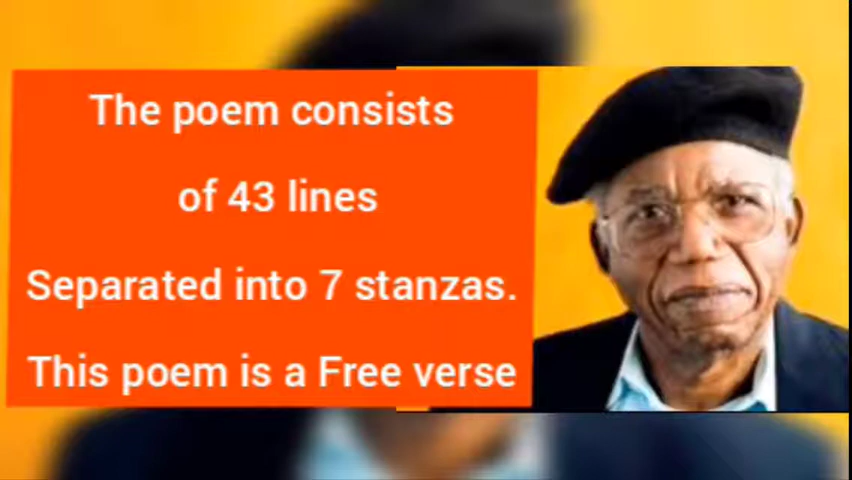 The poem consists
of 43 lines
Separated into 7 stanzas.
This poem is a Free verse